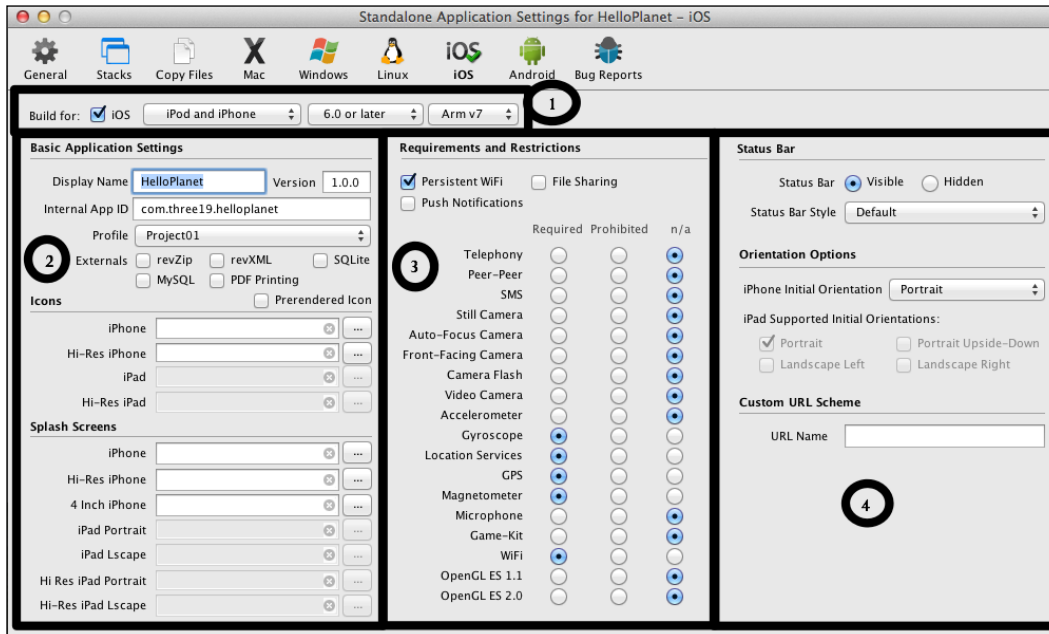 Standalone Application Settings for HelloPlanet – iOS
General Stacks Copy Files Mac Windows Linux iOS Android Bug Reports
1
Build for: iOS iPod and iPhone 6.0 or later Arm v7
Basic Application Settings
Display Name HelloPlanet Version 1.0.0
Internal App ID com.three19.helloplanet
Profile Project01
2
Externals revZip revXML SQLite
MySQL PDF Printing
Icons Prerendered Icon
iPhone ...
Hi-Res iPhone ...
iPad ...
Hi-Res iPad ...
Splash Screens
iPhone ...
Hi-Res iPhone ...
4 Inch iPhone ...
iPad Portrait ...
iPad Lscape ...
Hi Res iPad Portrait ...
Hi-Res iPad Lscape ...
Requirements and Restrictions
Persistent WiFi File Sharing
Push Notifications
Required Prohibited n/a
3
Telephony
Peer-Peer
SMS
Still Camera
Auto-Focus Camera
Front-Facing Camera
Camera Flash
Video Camera
Accelerometer
Gyroscope
Location Services
GPS
Magnetometer
Microphone
Game-Kit
WiFi
OpenGL ES 1.1
OpenGL ES 2.0
Status Bar
Status Bar Visible Hidden
Status Bar Style Default
Orientation Options
iPhone Initial Orientation Portrait
iPad Supported Initial Orientations:
Portrait Portrait Upside-Down
Landscape Left Landscape Right
Custom URL Scheme
URL Name
4